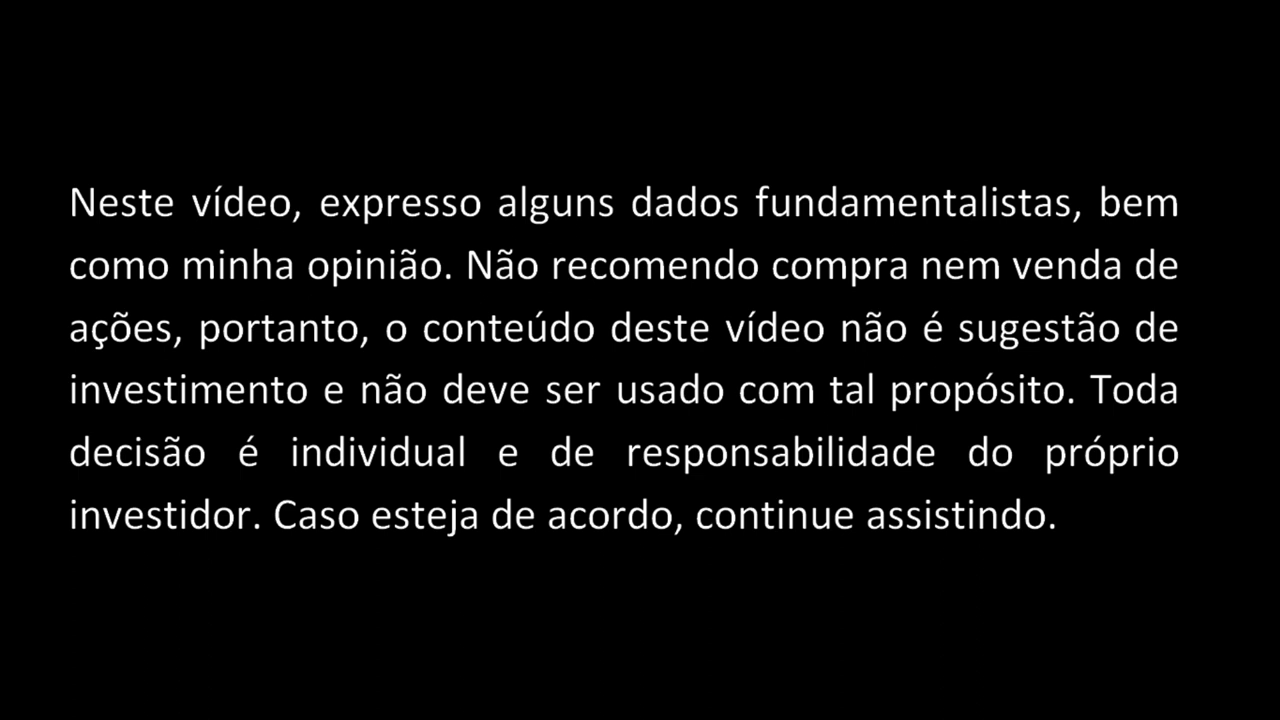 Neste vídeo, expresso alguns dados fundamentalistas, bem
como minha opinião. Não recomendo compra nem venda de
ações, portanto, o conteúdo deste vídeo não é sugestão de
investimento e não deve ser usado com tal propósito. Toda
decisão é individual e de responsabilidade do próprio
investidor. Caso esteja de acordo, continue assistindo.